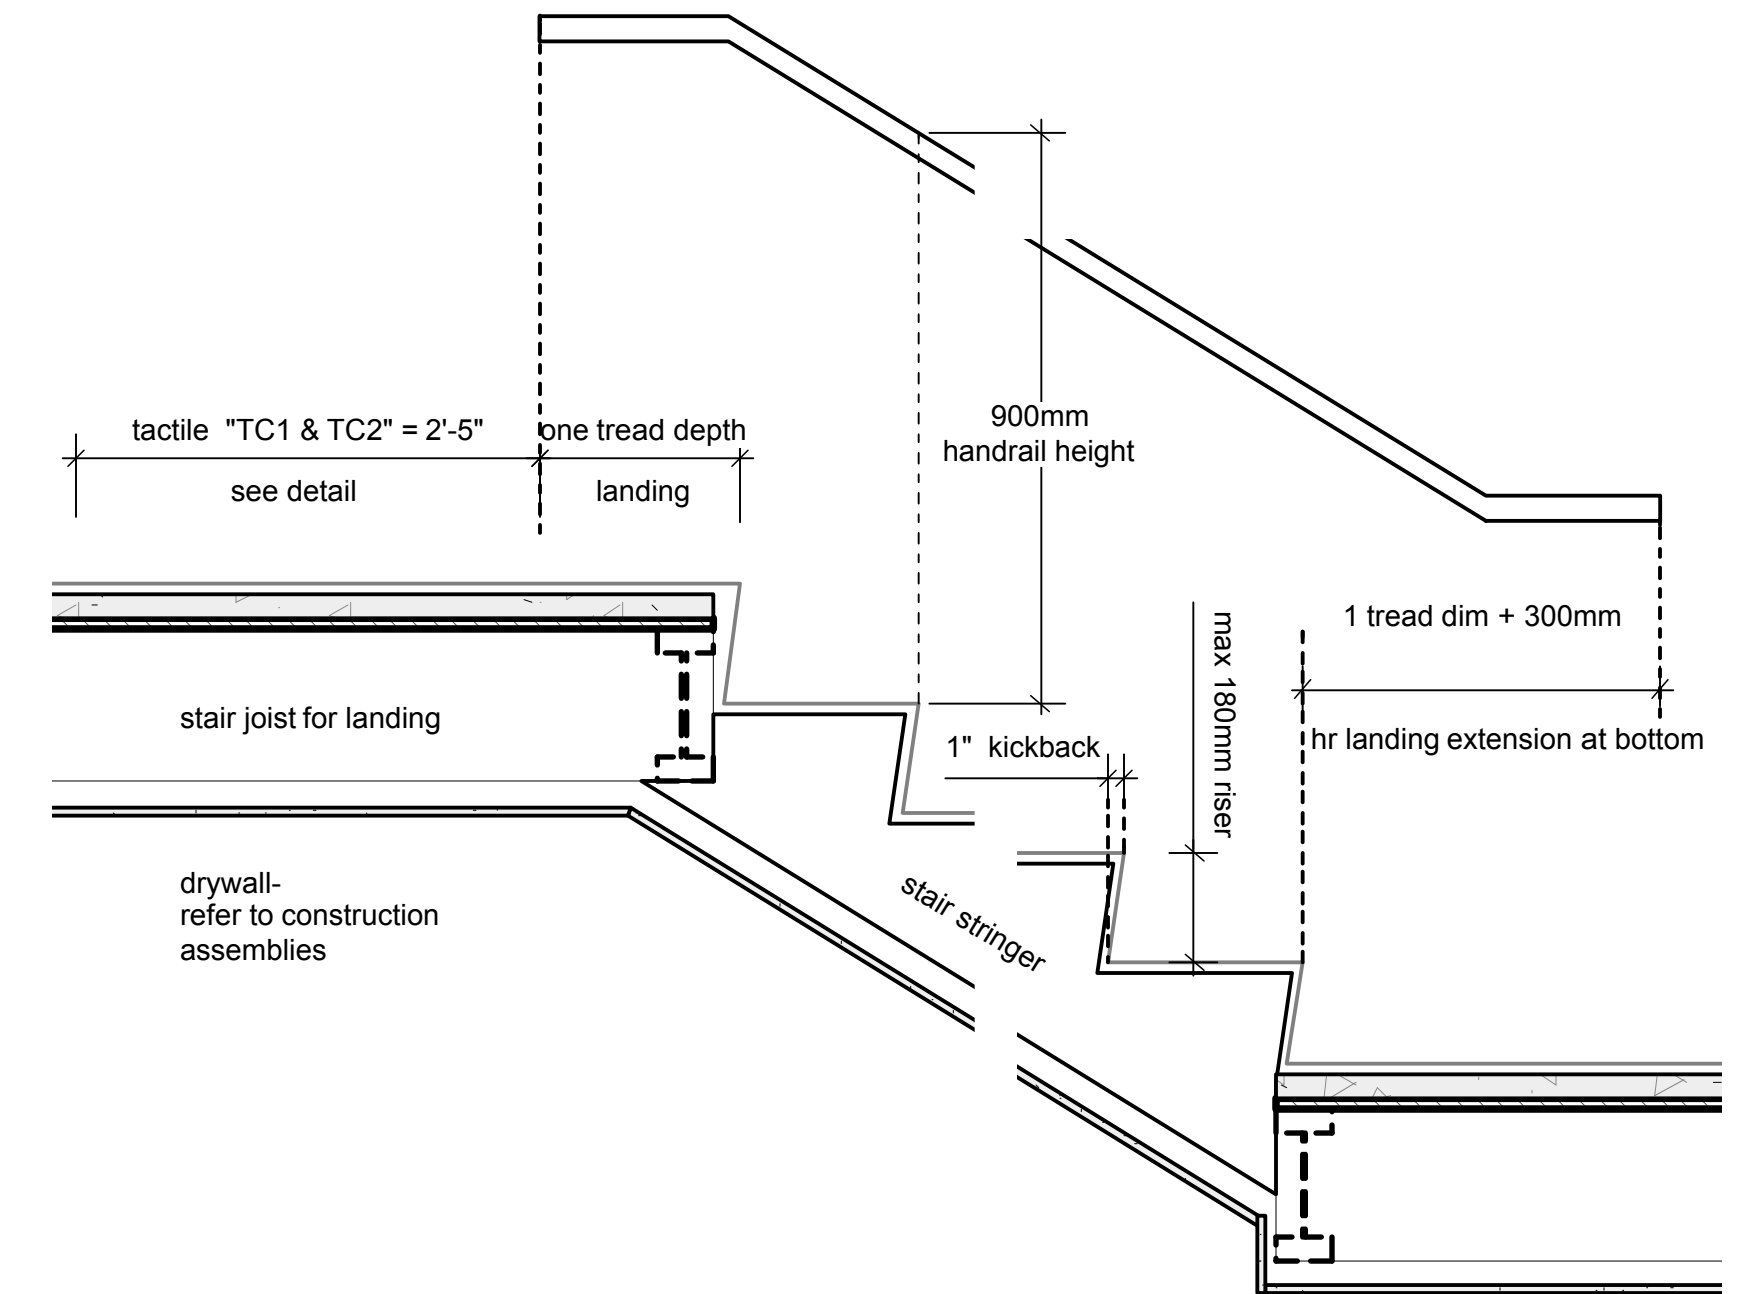 tactile "TC1 & TC2" = 2'-5"
see detail
one tread depth
landing
900mm
handrail height
1 tread dim + 300mm
hr landing extension at bottom
max 180mm riser
1" kickback
stair joist for landing
stair stringer
drywall-
refer to construction
assemblies